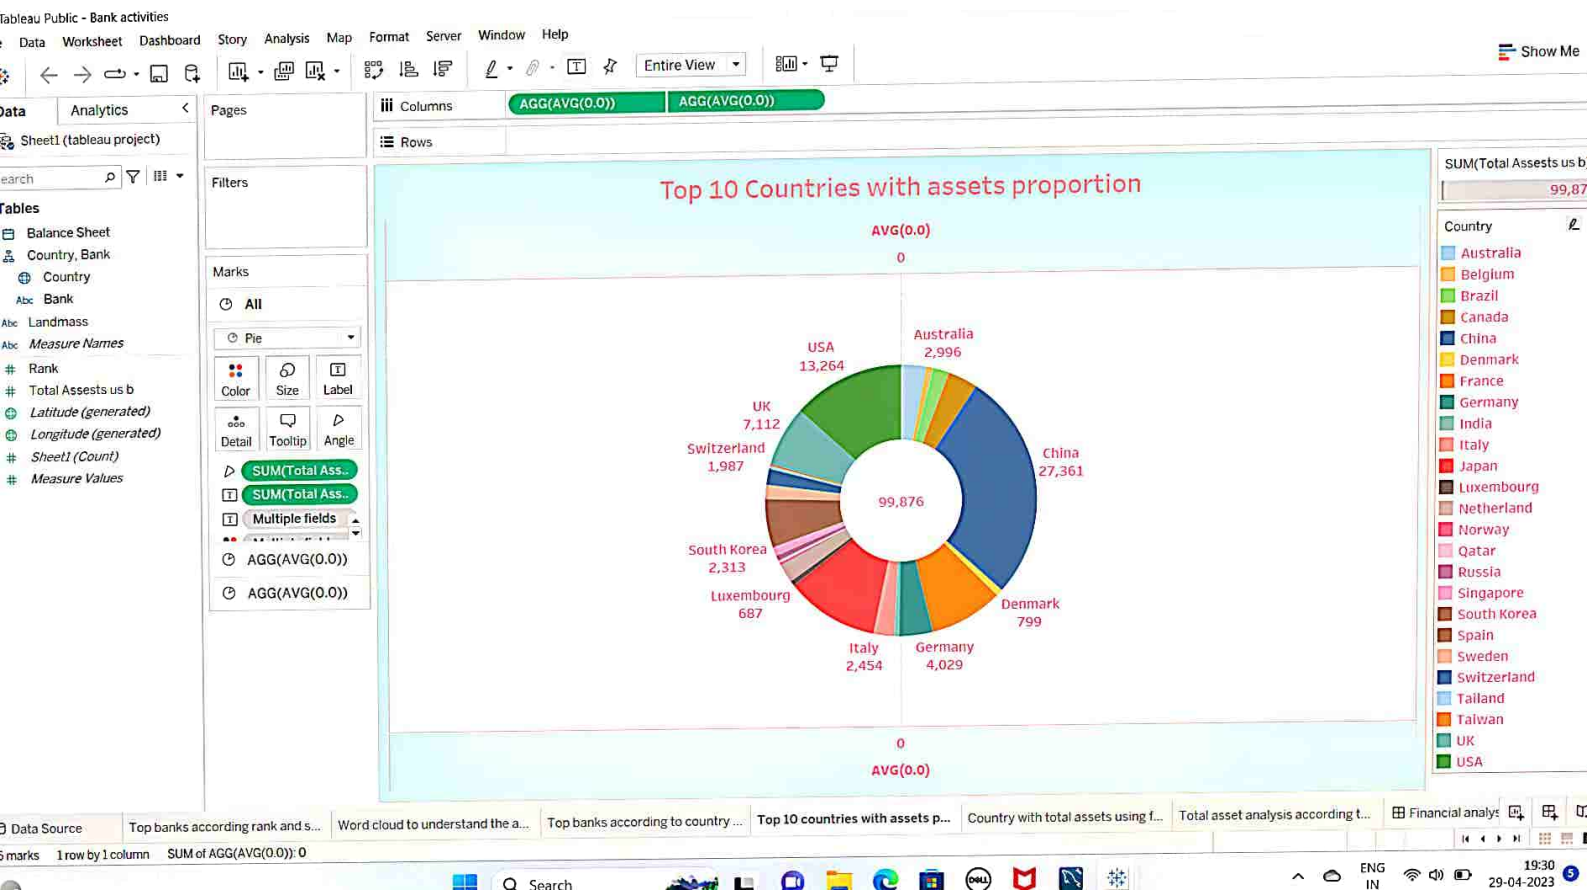 Tableau Public - Bank activities
Data Worksheet Dashboard Story Analysis Map Format Server Window Help
Show Me
Entire View
Data Analytics
Pages
Columns AGG(AVG(0.0)) AGG(AVG(0.0))
Rows
Sheet1 (tableau project)
Search
Filters
Tables
Balance Sheet
Country, Bank
Country
Abc Bank
Abc Landmass
Abc Measure Names
# Rank
# Total Assests us b
Latitude (generated)
Longitude (generated)
# Sheet1 (Count)
# Measure Values
Marks
All
Pie
Color Size Label
Detail Tooltip Angle
SUM(Total Ass..
SUM(Total Ass..
Multiple fields
AGG(AVG(0.0))
AGG(AVG(0.0))
Top 10 Countries with assets proportion
AVG(0.0)
0
Australia
2,996
USA
13,264
UK
7,112
Switzerland
1,987
China
27,361
99,876
South Korea
2,313
Luxembourg
687
Denmark
799
Italy
2,454
Germany
4,029
0
AVG(0.0)
SUM(Total Assests us b
99,87
Country
Australia
Belgium
Brazil
Canada
China
Denmark
France
Germany
India
Italy
Japan
Luxembourg
Netherland
Norway
Qatar
Russia
Singapore
South Korea
Spain
Sweden
Switzerland
Tailand
Taiwan
UK
USA
Data Source Top banks according rank and s... Word cloud to understand the a... Top banks according to country ... Top 10 countries with assets p... Country with total assets using f... Total asset analysis according t... Financial analys
5 marks 1 row by 1 column SUM of AGG(AVG(0.0)): 0
Search
DELL
ENG
IN
19:30
29-04-2023
5